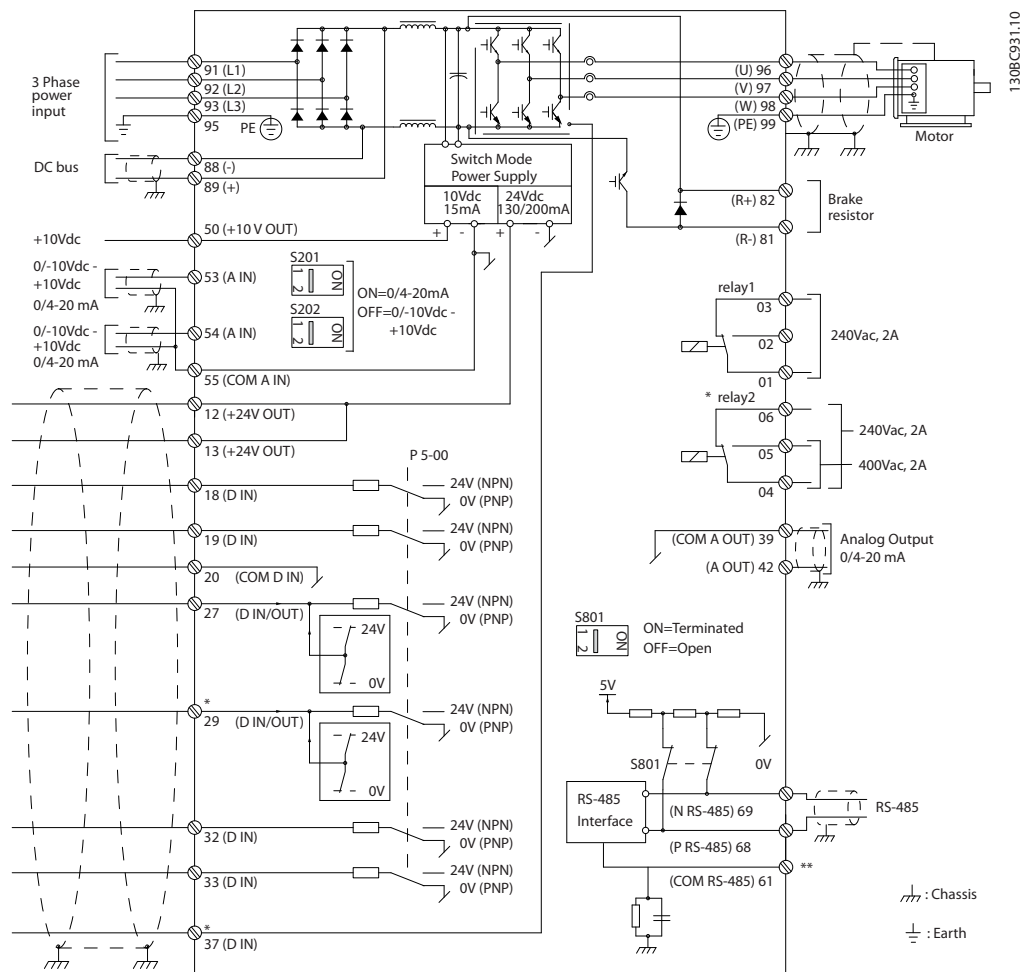 130BC931.10
3 Phase
power
input
91 (L1)
92 (L2)
93 (L3)
95
PE
DC bus
88 (-)
89 (+)
+10Vdc
50 (+10 V OUT)
0/-10Vdc -
+10Vdc
0/4-20 mA
53 (A IN)
0/-10Vdc -
+10Vdc
0/4-20 mA
54 (A IN)
55 (COM A IN)
12 (+24V OUT)
13 (+24V OUT)
18 (D IN)
19 (D IN)
20 (COM D IN)
27 (D IN/OUT)
24V
0V
*
29 (D IN/OUT)
24V
0V
32 (D IN)
33 (D IN)
*
37 (D IN)
P 5-00
24V (NPN)
0V (PNP)
24V (NPN)
0V (PNP)
24V (NPN)
0V (PNP)
24V (NPN)
0V (PNP)
24V (NPN)
0V (PNP)
24V (NPN)
0V (PNP)
S201
1 2
ON
S202
1 2
ON
ON=0/4-20mA
OFF=0/-10Vdc -
+10Vdc
Switch Mode
Power Supply
10Vdc
15mA
24Vdc
130/200mA
+ - + -
(U) 96
(V) 97
(W) 98
(PE) 99
Motor
(R+) 82
(R-) 81
Brake
resistor
relay1
03
02
01
240Vac, 2A
* relay2
06
05
04
240Vac, 2A
400Vac, 2A
(COM A OUT) 39
(A OUT) 42
Analog Output
0/4-20 mA
S801
1 2
ON
ON=Terminated
OFF=Open
5V
S801
0V
RS-485
Interface
(N RS-485) 69
(P RS-485) 68
(COM RS-485) 61
**
RS-485
: Chassis
: Earth